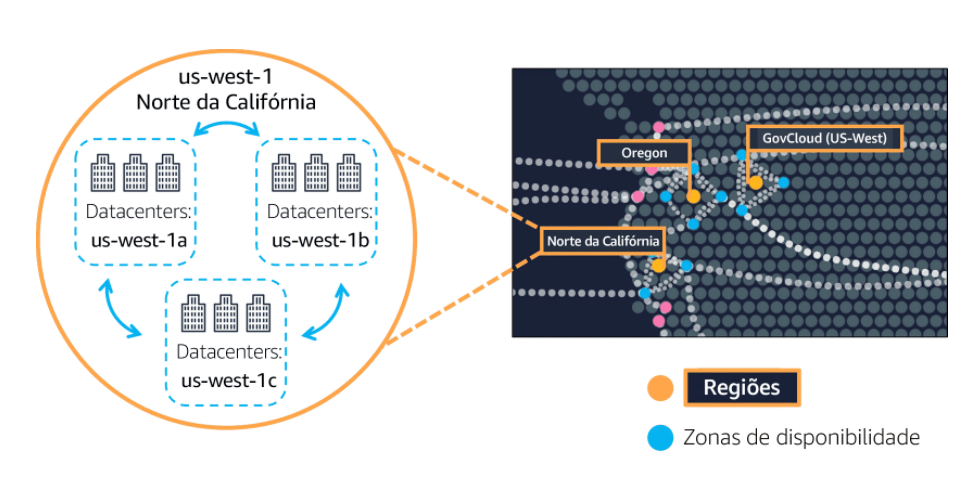 us-west-1
Norte da Califórnia
Datacenters:
us-west-1a
Datacenters:
us-west-1b
Datacenters:
us-west-1c
Oregon
GovCloud (US-West)
Norte da Califórnia
Regiões
Zonas de disponibilidade